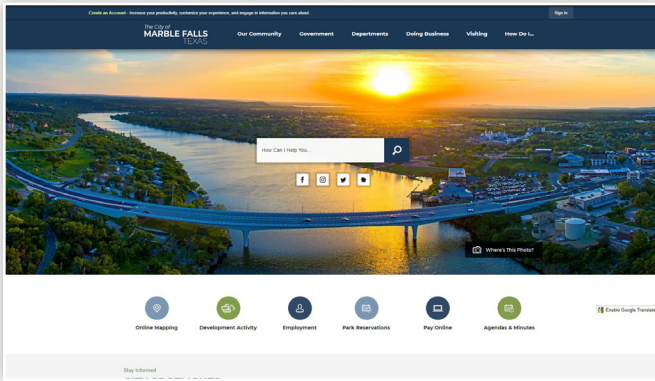 Create an Account - Increase your productivity, customize your experience, and engage in information you care about.
Sign In
The City of
MARBLE FALLS
TEXAS
Our Community
Government
Departments
Doing Business
Visiting
How Do I...
How Can I Help You...
Where's This Photo?
Online Mapping
Development Activity
Employment
Park Reservations
Pay Online
Agendas & Minutes
Enable Google Translate
Stay Informed